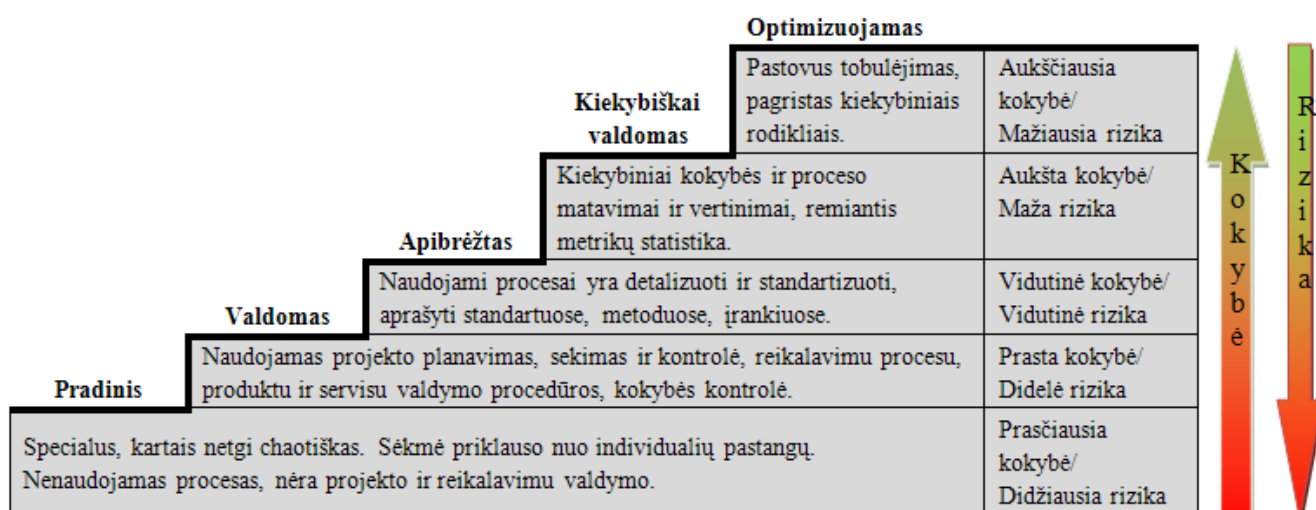 Optimizuojamas
Pastovus tobulėjimas,
pagristas kiekybiniais
rodikliais.
Aukščiausia
kokybė/
Mažiausia rizika
Kiekybiškai
valdomas
Kiekybiniai kokybės ir proceso
matavimai ir vertinimai, remiantis
metrikų statistika.
Aukšta kokybė/
Maža rizika
Apibrėžtas
Naudojami procesai yra detalizuoti ir standartizuoti,
aprašyti standartuose, metoduose, įrankiuose.
Vidutinė kokybė/
Vidutinė rizika
Valdomas
Naudojamas projekto planavimas, sekimas ir kontrolė, reikalavimu procesu,
produktu ir servisu valdymo procedūros, kokybės kontrolė.
Prasta kokybė/
Didelė rizika
Pradinis
Specialus, kartais netgi chaotiškas. Sėkmė priklauso nuo individualių pastangų.
Nenaudojamas procesas, nėra projekto ir reikalavimu valdymo.
Prasčiausia
kokybė/
Didžiausia rizika
Kokybė
Rizika